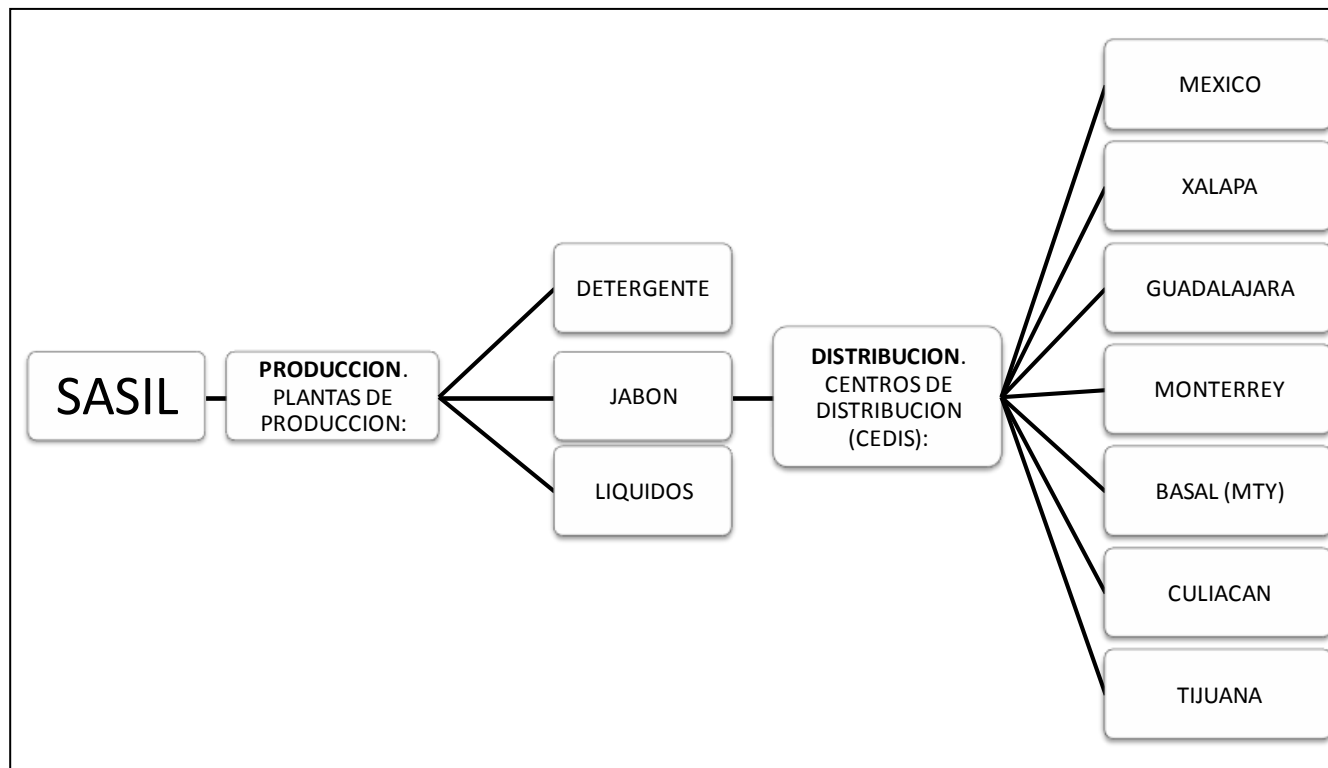 SASIL
PRODUCCION.
PLANTAS DE
PRODUCCION:
DETERGENTE
JABON
LIQUIDOS
DISTRIBUCION.
CENTROS DE
DISTRIBUCION
(CEDIS):
MEXICO
XALAPA
GUADALAJARA
MONTERREY
BASAL (MTY)
CULIACAN
TIJUANA